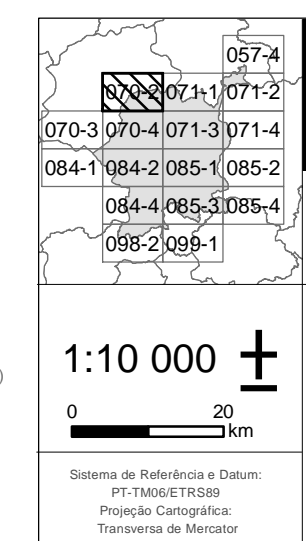 057-4
070-2 071-1 071-2
070-3 070-4 071-3 071-4
084-1 084-2 085-1 085-2
084-4 085-3 085-4
098-2 099-1
)
1:10 000
0 20
km
Sistema de Referência e Datum:
PT-TM06/ETRS89
Projeção Cartográfica:
Transversa de Mercator